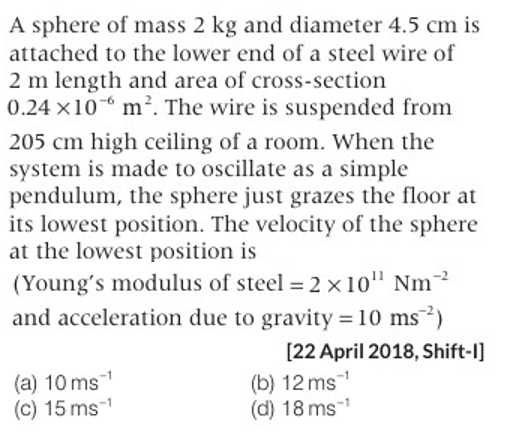 A sphere of mass 2 kg and diameter 4.5 cm is
attached to the lower end of a steel wire of
2 m length and area of cross-section
0.24 ×10⁻⁶ m². The wire is suspended from
205 cm high ceiling of a room. When the
system is made to oscillate as a simple
pendulum, the sphere just grazes the floor at
its lowest position. The velocity of the sphere
at the lowest position is
(Young's modulus of steel = 2 × 10¹¹ Nm⁻²
and acceleration due to gravity = 10 ms⁻²)
[22 April 2018, Shift-I]
(a) 10 ms⁻¹ (b) 12 ms⁻¹
(c) 15 ms⁻¹ (d) 18 ms⁻¹